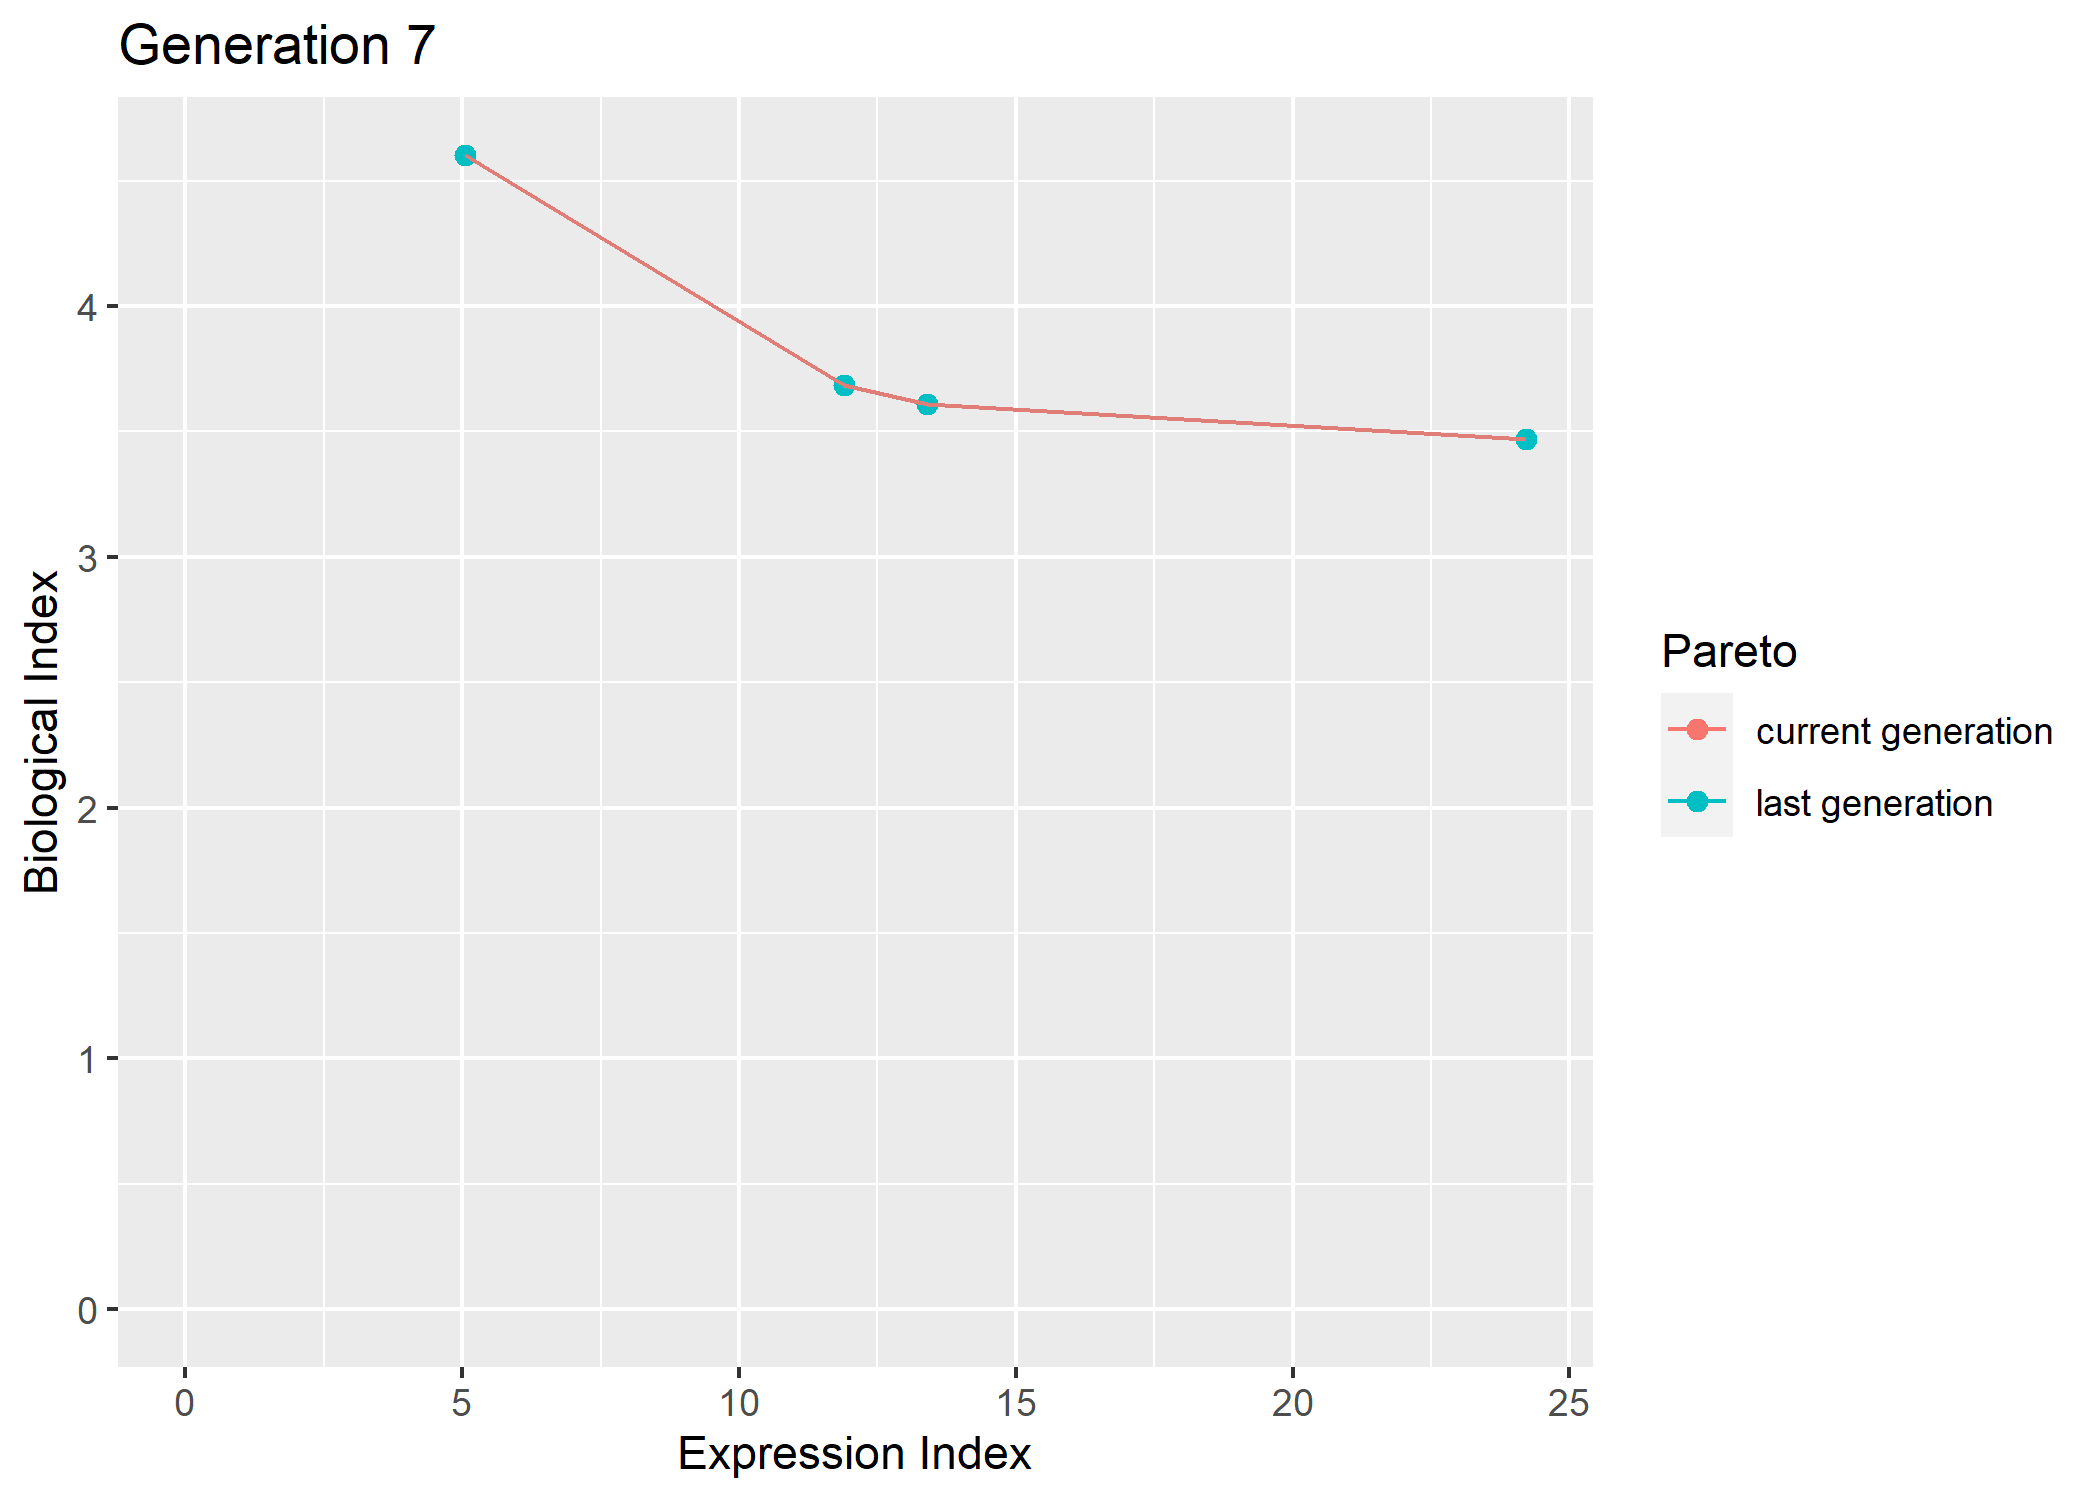 Generation 7
Biological Index
4
3
2
1
0
0 5 10 15 20 25
Expression Index
Pareto
current generation
last generation